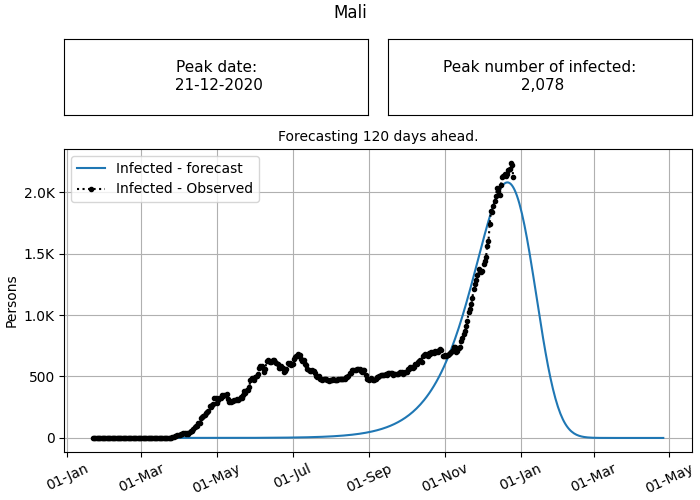 Mali
Peak date:
21-12-2020
Peak number of infected:
2,078
Forecasting 120 days ahead.
Infected - forecast
Infected - Observed
Persons
2.0K
1.5K
1.0K
500
0
01-Jan
01-Mar
01-May
01-Jul
01-Sep
01-Nov
01-Jan
01-Mar
01-May